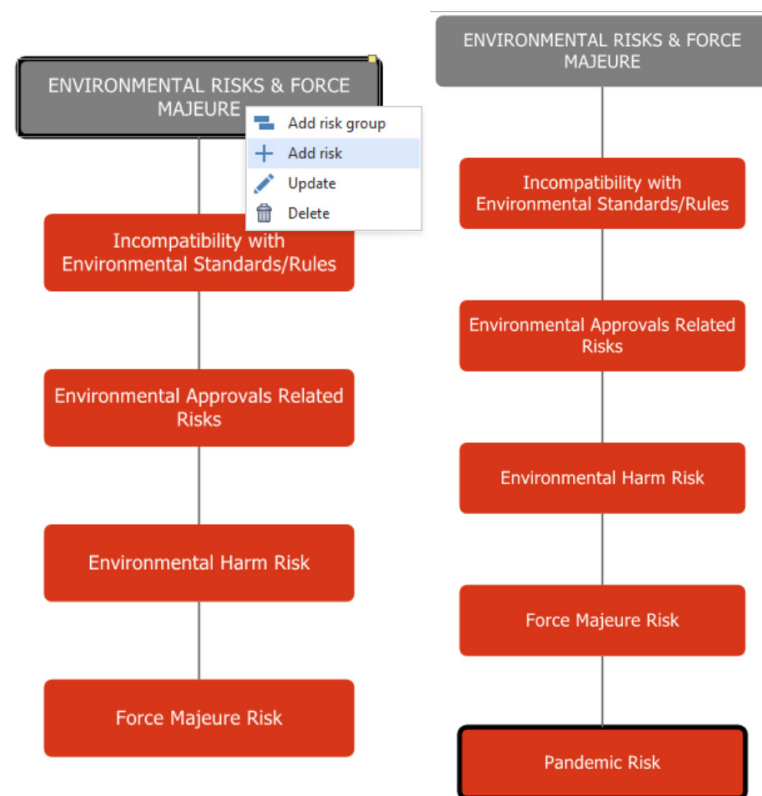 ENVIRONMENTAL RISKS & FORCE
MAJEURE
Add risk group
Add risk
Update
Delete
Incompatibility with
Environmental Standards/Rules
Environmental Approvals Related
Risks
Environmental Harm Risk
Force Majeure Risk
ENVIRONMENTAL RISKS & FORCE
MAJEURE
Incompatibility with
Environmental Standards/Rules
Environmental Approvals Related
Risks
Environmental Harm Risk
Force Majeure Risk
Pandemic Risk